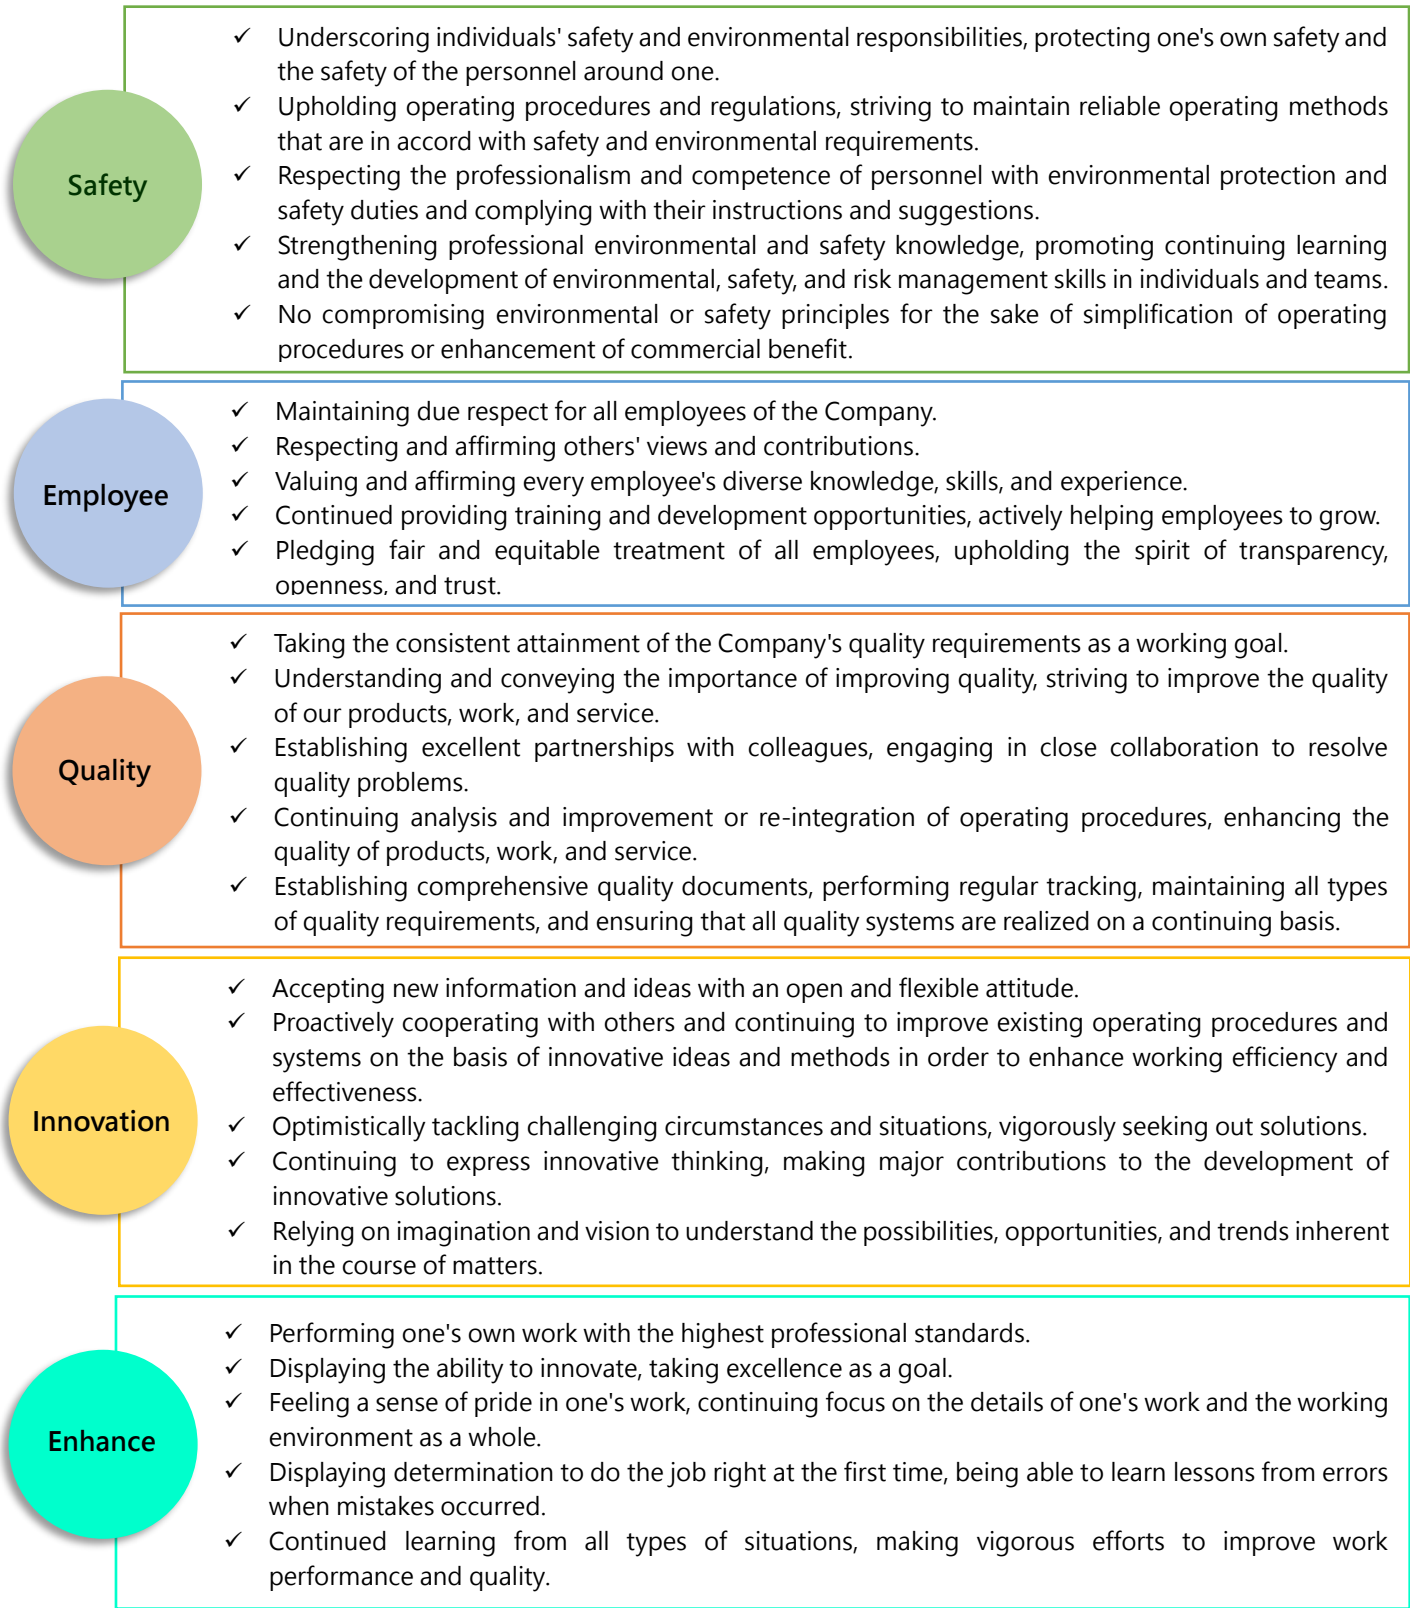 ✓ Underscoring individuals' safety and environmental responsibilities, protecting one's own safety and
the safety of the personnel around one.
✓ Upholding operating procedures and regulations, striving to maintain reliable operating methods
that are in accord with safety and environmental requirements.
Safety
✓ Respecting the professionalism and competence of personnel with environmental protection and
safety duties and complying with their instructions and suggestions.
✓ Strengthening professional environmental and safety knowledge, promoting continuing learning
and the development of environmental, safety, and risk management skills in individuals and teams.
✓ No compromising environmental or safety principles for the sake of simplification of operating
procedures or enhancement of commercial benefit.
✓ Maintaining due respect for all employees of the Company.
✓ Respecting and affirming others' views and contributions.
Employee
✓ Valuing and affirming every employee's diverse knowledge, skills, and experience.
✓ Continued providing training and development opportunities, actively helping employees to grow.
✓ Pledging fair and equitable treatment of all employees, upholding the spirit of transparency,
openness, and trust.
✓ Taking the consistent attainment of the Company's quality requirements as a working goal.
✓ Understanding and conveying the importance of improving quality, striving to improve the quality
of our products, work, and service.
Quality
✓ Establishing excellent partnerships with colleagues, engaging in close collaboration to resolve
quality problems.
✓ Continuing analysis and improvement or re-integration of operating procedures, enhancing the
quality of products, work, and service.
✓ Establishing comprehensive quality documents, performing regular tracking, maintaining all types
of quality requirements, and ensuring that all quality systems are realized on a continuing basis.
✓ Accepting new information and ideas with an open and flexible attitude.
✓ Proactively cooperating with others and continuing to improve existing operating procedures and
systems on the basis of innovative ideas and methods in order to enhance working efficiency and
effectiveness.
Innovation
✓ Optimistically tackling challenging circumstances and situations, vigorously seeking out solutions.
✓ Continuing to express innovative thinking, making major contributions to the development of
innovative solutions.
✓ Relying on imagination and vision to understand the possibilities, opportunities, and trends inherent
in the course of matters.
✓ Performing one's own work with the highest professional standards.
✓ Displaying the ability to innovate, taking excellence as a goal.
✓ Feeling a sense of pride in one's work, continuing focus on the details of one's work and the working
environment as a whole.
Enhance
✓ Displaying determination to do the job right at the first time, being able to learn lessons from errors
when mistakes occurred.
✓ Continued learning from all types of situations, making vigorous efforts to improve work
performance and quality.